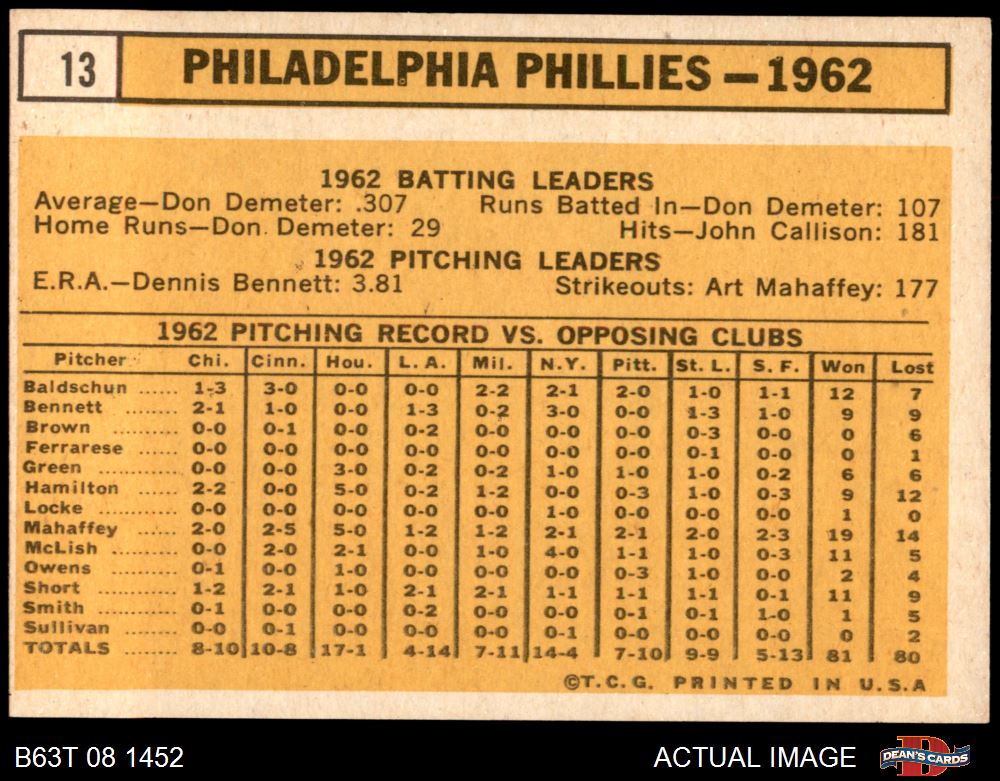 13 PHILADELPHIA PHILLIES—1962
1962 BATTING LEADERS
Average—Don Demeter: .307 Runs Batted In—Don Demeter: 107
Home Runs—Don Demeter: 29 Hits—John Callison: 181
1962 PITCHING LEADERS
E.R.A.—Dennis Bennett: 3.81 Strikeouts: Art Mahaffey: 177
1962 PITCHING RECORD VS. OPPOSING CLUBS
Pitcher Chi. Cinn. Hou. L. A. Mil. N.Y. Pitt. St. L. S. F. Won Lost
Baldschun ...... 1-3 3-0 0-0 0-0 2-2 2-1 2-0 1-0 1-1 12 7
Bennett ...... 2-1 1-0 0-0 1-3 0-2 3-0 0-0 1-3 1-0 9 9
Brown ...... 0-0 0-1 0-0 0-2 0-0 0-0 0-0 0-3 0-0 0 6
Ferrarese ...... 0-0 0-0 0-0 0-0 0-0 0-0 0-0 0-1 0-0 0 1
Green ...... 0-0 0-0 3-0 0-2 0-2 1-0 1-0 1-0 0-2 6 6
Hamilton ...... 2-2 0-0 5-0 0-2 1-2 0-0 0-3 1-0 0-3 9 12
Locke ...... 0-0 0-0 0-0 0-0 0-0 1-0 0-0 0-0 0-0 1 0
Mahaffey ...... 2-0 2-5 5-0 1-2 1-2 2-1 2-1 2-0 2-3 19 14
McLish ...... 0-0 2-0 2-1 0-0 1-0 4-0 1-1 1-0 0-3 11 5
Owens ...... 0-1 0-0 1-0 0-0 0-0 0-0 0-3 1-0 0-0 2 4
Short ...... 1-2 2-1 1-0 2-1 2-1 1-1 1-1 1-1 0-1 11 9
Smith ...... 0-1 0-0 0-0 0-2 0-0 0-0 0-1 0-1 1-0 1 5
Sullivan ...... 0-0 0-1 0-0 0-0 0-0 0-1 0-0 0-0 0-0 0 2
TOTALS ...... 8-10 10-8 17-1 4-14 7-11 14-4 7-10 9-9 5-13 81 80
©T.C.G. PRINTED IN U.S.A
B63T 08 1452 ACTUAL IMAGE DEAN'S CARDS